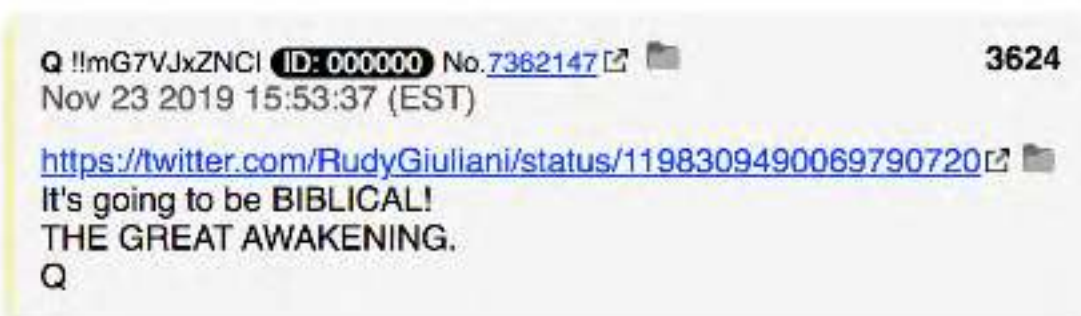 Q !!mG7VJxZNCI ID: 000000 No.7362147 3624
Nov 23 2019 15:53:37 (EST)
https://twitter.com/RudyGiuliani/status/1198309490069790720
It's going to be BIBLICAL!
THE GREAT AWAKENING.
Q